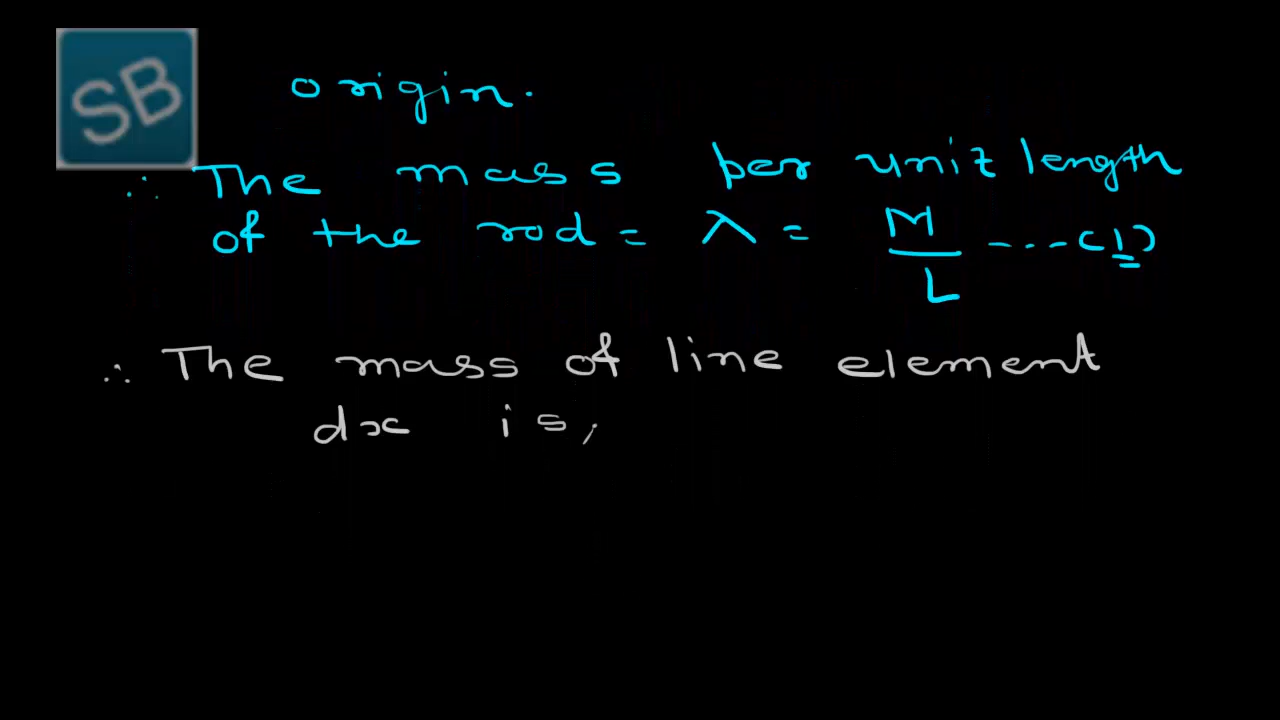 SB
origin.
∴ The mass per unit length
of the rod = λ = M/L ---(1)
∴ The mass of line element
dx is,